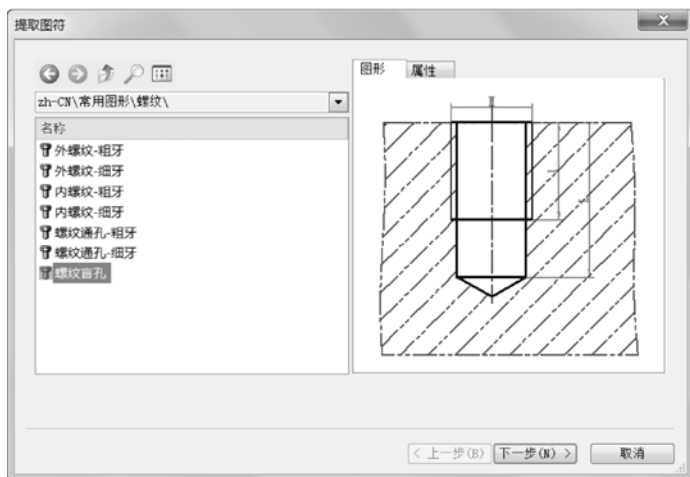 提取图符
图形 属性
zh-CN\常用图形\螺纹\
名称
外螺纹-粗牙
外螺纹-细牙
内螺纹-粗牙
内螺纹-细牙
螺纹通孔-粗牙
螺纹通孔-细牙
螺纹盲孔
< 上一步(B) 下一步(N) > 取消